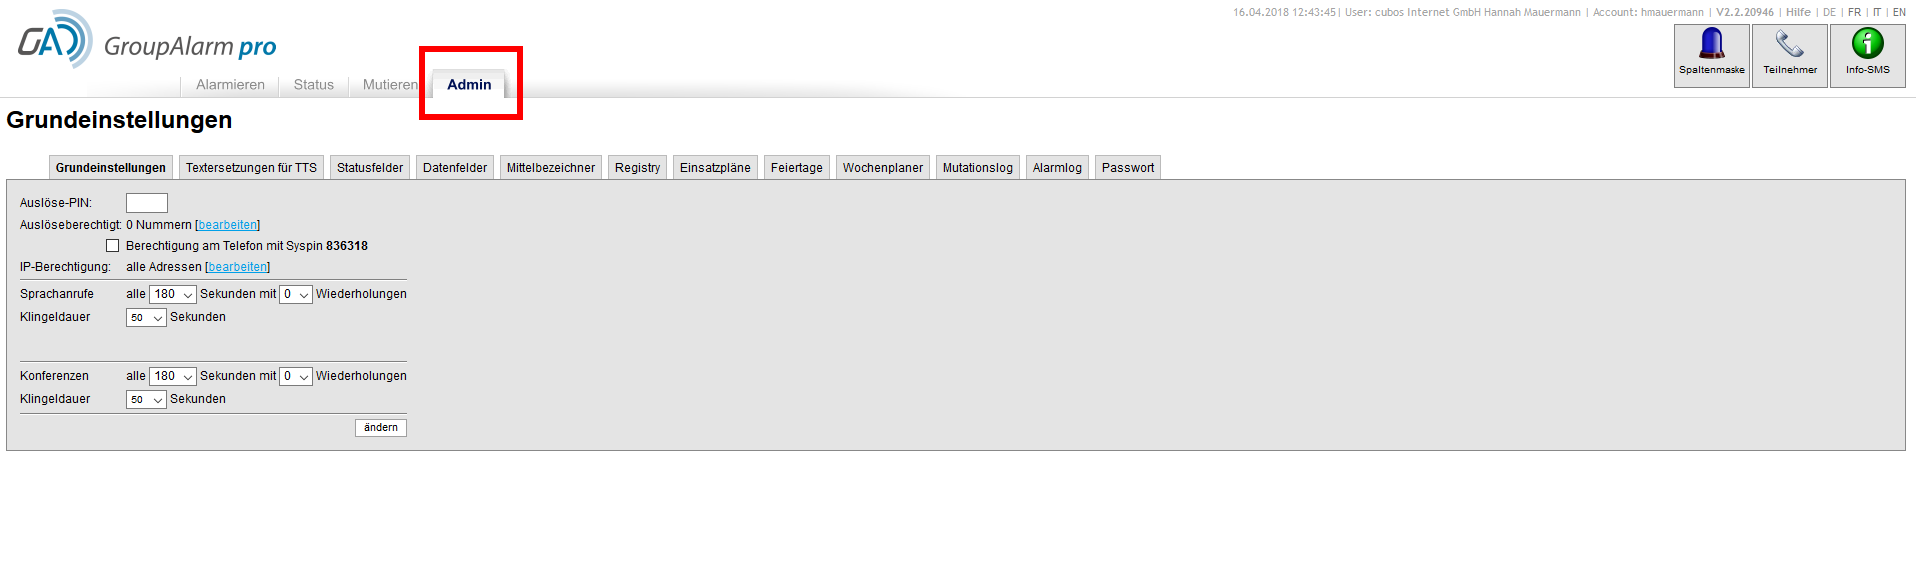 16.04.2018 12:43:45| User: cubos Internet GmbH Hannah Mauermann | Account: hmauermann | V2.2.20946 | Hilfe | DE | FR | IT | EN
GroupAlarm pro
Spaltenmaske Teilnehmer Info-SMS
Alarmieren Status Mutieren Admin
Grundeinstellungen
Grundeinstellungen Textersetzungen für TTS Statusfelder Datenfelder Mittelbezeichner Registry Einsatzpläne Feiertage Wochenplaner Mutationslog Alarmlog Passwort
Auslöse-PIN:
Auslöseberechtigt: 0 Nummern [bearbeiten]
Berechtigung am Telefon mit Syspin 836318
IP-Berechtigung: alle Adressen [bearbeiten]
Sprachanrufe alle 180 Sekunden mit 0 Wiederholungen
Klingeldauer 50 Sekunden
Konferenzen alle 180 Sekunden mit 0 Wiederholungen
Klingeldauer 50 Sekunden
ändern